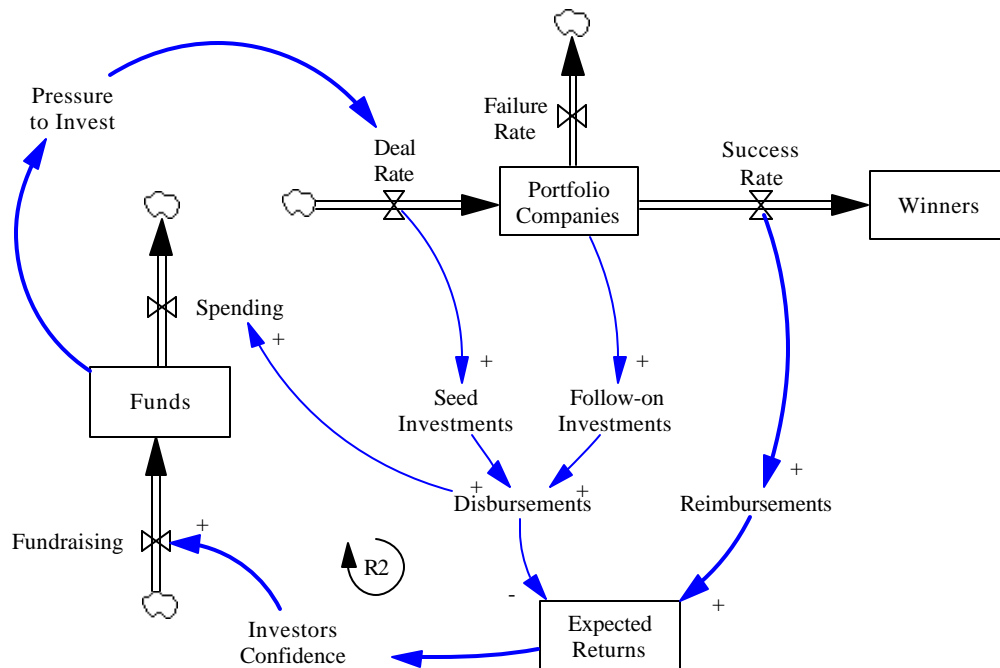 Pressure
to Invest
Failure
Rate
Deal
Rate
Success
Rate
Portfolio
Companies
Winners
Spending
+
+
+
Funds
Seed
Investments
Follow-on
Investments
+
+
+
Disbursements
Reimbursements
+
Fundraising
R2
-
+
Expected
Returns
Investors
Confidence